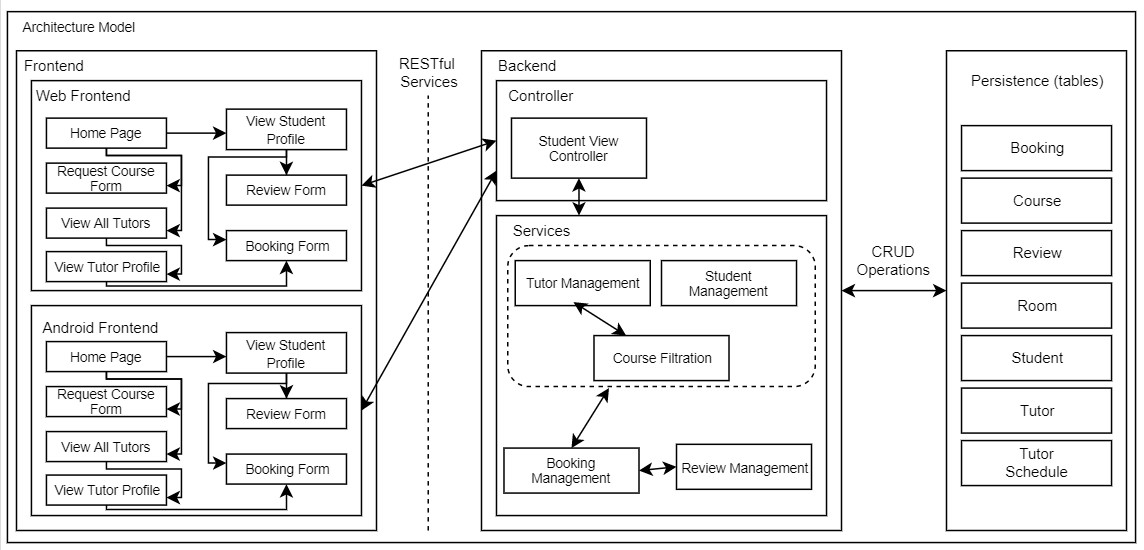 Architecture Model
Frontend
Web Frontend
Home Page
View Student
Profile
Request Course
Form
Review Form
View All Tutors
Booking Form
View Tutor Profile
Android Frontend
Home Page
View Student
Profile
Request Course
Form
Review Form
View All Tutors
Booking Form
View Tutor Profile
RESTful
Services
Backend
Controller
Student View
Controller
Services
Tutor Management
Student
Management
Course Filtration
Booking
Management
Review Management
CRUD
Operations
Persistence (tables)
Booking
Course
Review
Room
Student
Tutor
Tutor
Schedule